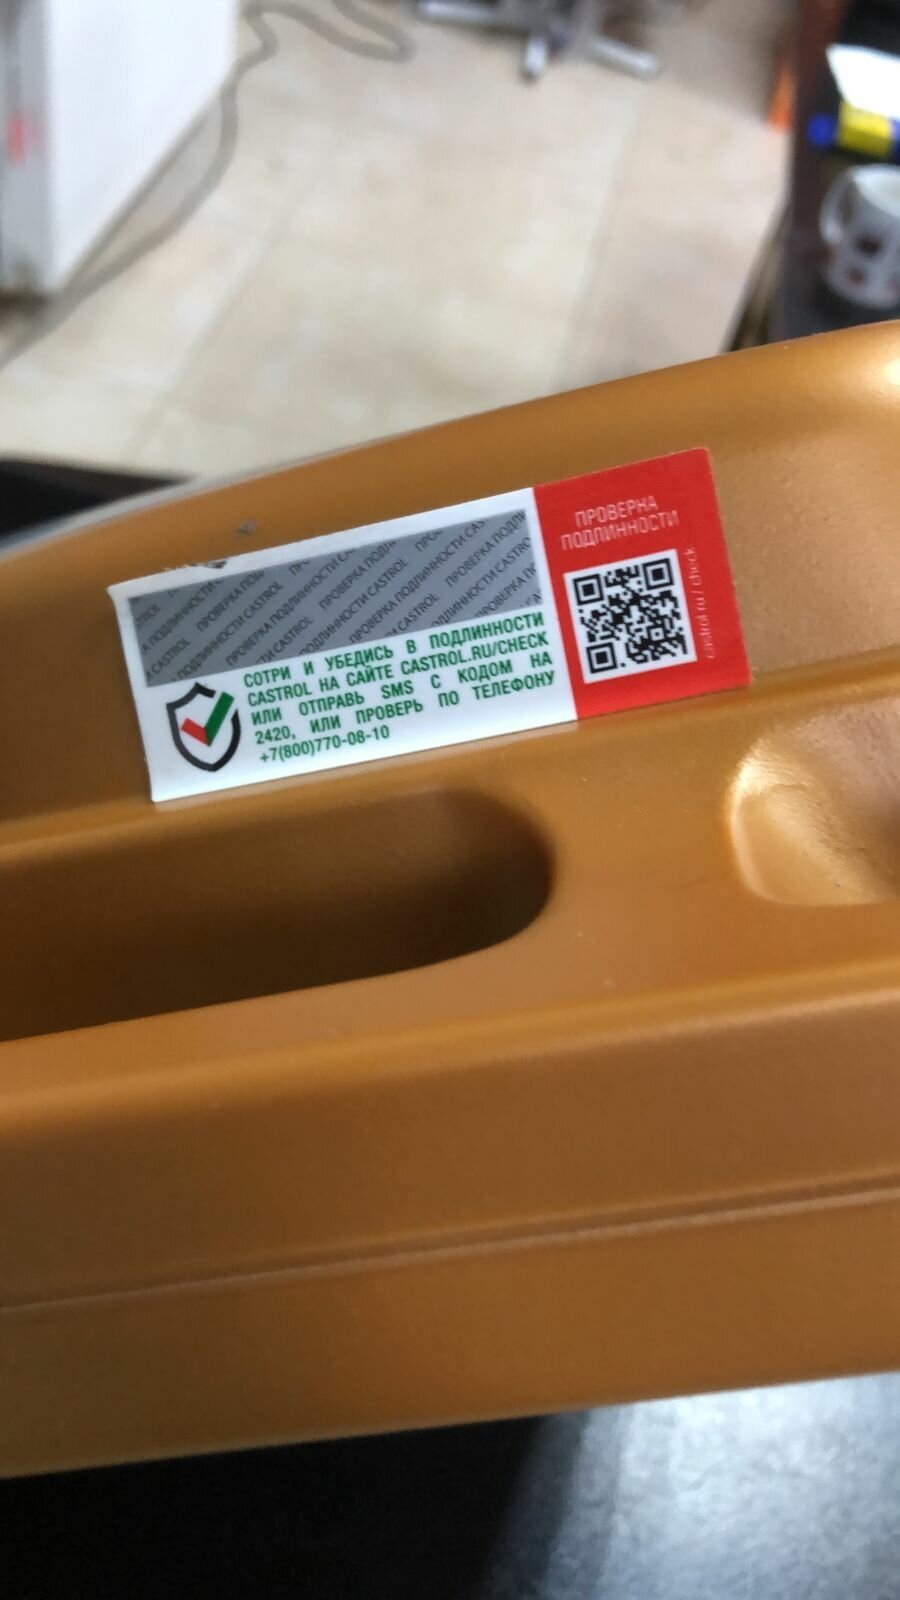 ПРОВЕРКА ПОДЛИННОСТИ CASTROL
СОТРИ И УБЕДИСЬ В ПОДЛИННОСТИ
CASTROL НА САЙТЕ CASTROL.RU/CHECK
ИЛИ ОТПРАВЬ SMS С КОДОМ НА
2420, ИЛИ ПРОВЕРЬ ПО ТЕЛЕФОНУ
+7(800)770-08-10
ПРОВЕРКА
ПОДЛИННОСТИ
castrol.ru / check